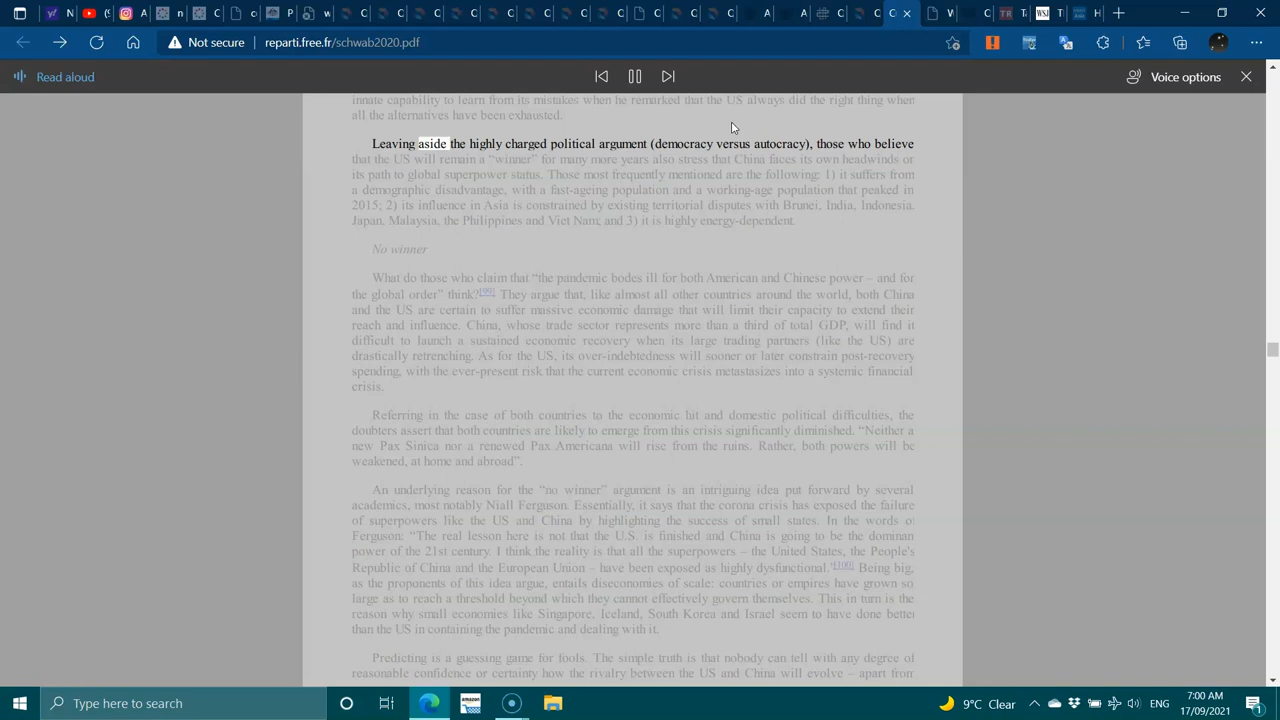 Not secure
reparti.free.fr/schwab2020.pdf
Read aloud
Voice options
innate capability to learn from its mistakes when he remarked that the US always did the right thing when
all the alternatives have been exhausted.
Leaving aside the highly charged political argument (democracy versus autocracy), those who believe
that the US will remain a “winner” for many more years also stress that China faces its own headwinds on
its path to global superpower status. Those most frequently mentioned are the following: 1) it suffers from
a demographic disadvantage, with a fast-ageing population and a working-age population that peaked in
2015; 2) its influence in Asia is constrained by existing territorial disputes with Brunei, India, Indonesia,
Japan, Malaysia, the Philippines and Viet Nam; and 3) it is highly energy-dependent.
No winner
What do those who claim that “the pandemic bodes ill for both American and Chinese power – and for
the global order” think?[99] They argue that, like almost all other countries around the world, both China
and the US are certain to suffer massive economic damage that will limit their capacity to extend their
reach and influence. China, whose trade sector represents more than a third of total GDP, will find it
difficult to launch a sustained economic recovery when its large trading partners (like the US) are
drastically retrenching. As for the US, its over-indebtedness will sooner or later constrain post-recovery
spending, with the ever-present risk that the current economic crisis metastasizes into a systemic financial
crisis.
Referring in the case of both countries to the economic hit and domestic political difficulties, the
doubters assert that both countries are likely to emerge from this crisis significantly diminished. “Neither a
new Pax Sinica nor a renewed Pax Americana will rise from the ruins. Rather, both powers will be
weakened, at home and abroad”.
An underlying reason for the “no winner” argument is an intriguing idea put forward by several
academics, most notably Niall Ferguson. Essentially, it says that the corona crisis has exposed the failure
of superpowers like the US and China by highlighting the success of small states. In the words of
Ferguson: “The real lesson here is not that the U.S. is finished and China is going to be the dominan
power of the 21st century. I think the reality is that all the superpowers – the United States, the People's
Republic of China and the European Union – have been exposed as highly dysfunctional.”[100] Being big,
as the proponents of this idea argue, entails diseconomies of scale: countries or empires have grown so
large as to reach a threshold beyond which they cannot effectively govern themselves. This in turn is the
reason why small economies like Singapore, Iceland, South Korea and Israel seem to have done better
than the US in containing the pandemic and dealing with it.
Predicting is a guessing game for fools. The simple truth is that nobody can tell with any degree of
reasonable confidence or certainty how the rivalry between the US and China will evolve – apart from
Type here to search
amazon
9°C Clear
ENG
7:00 AM
17/09/2021